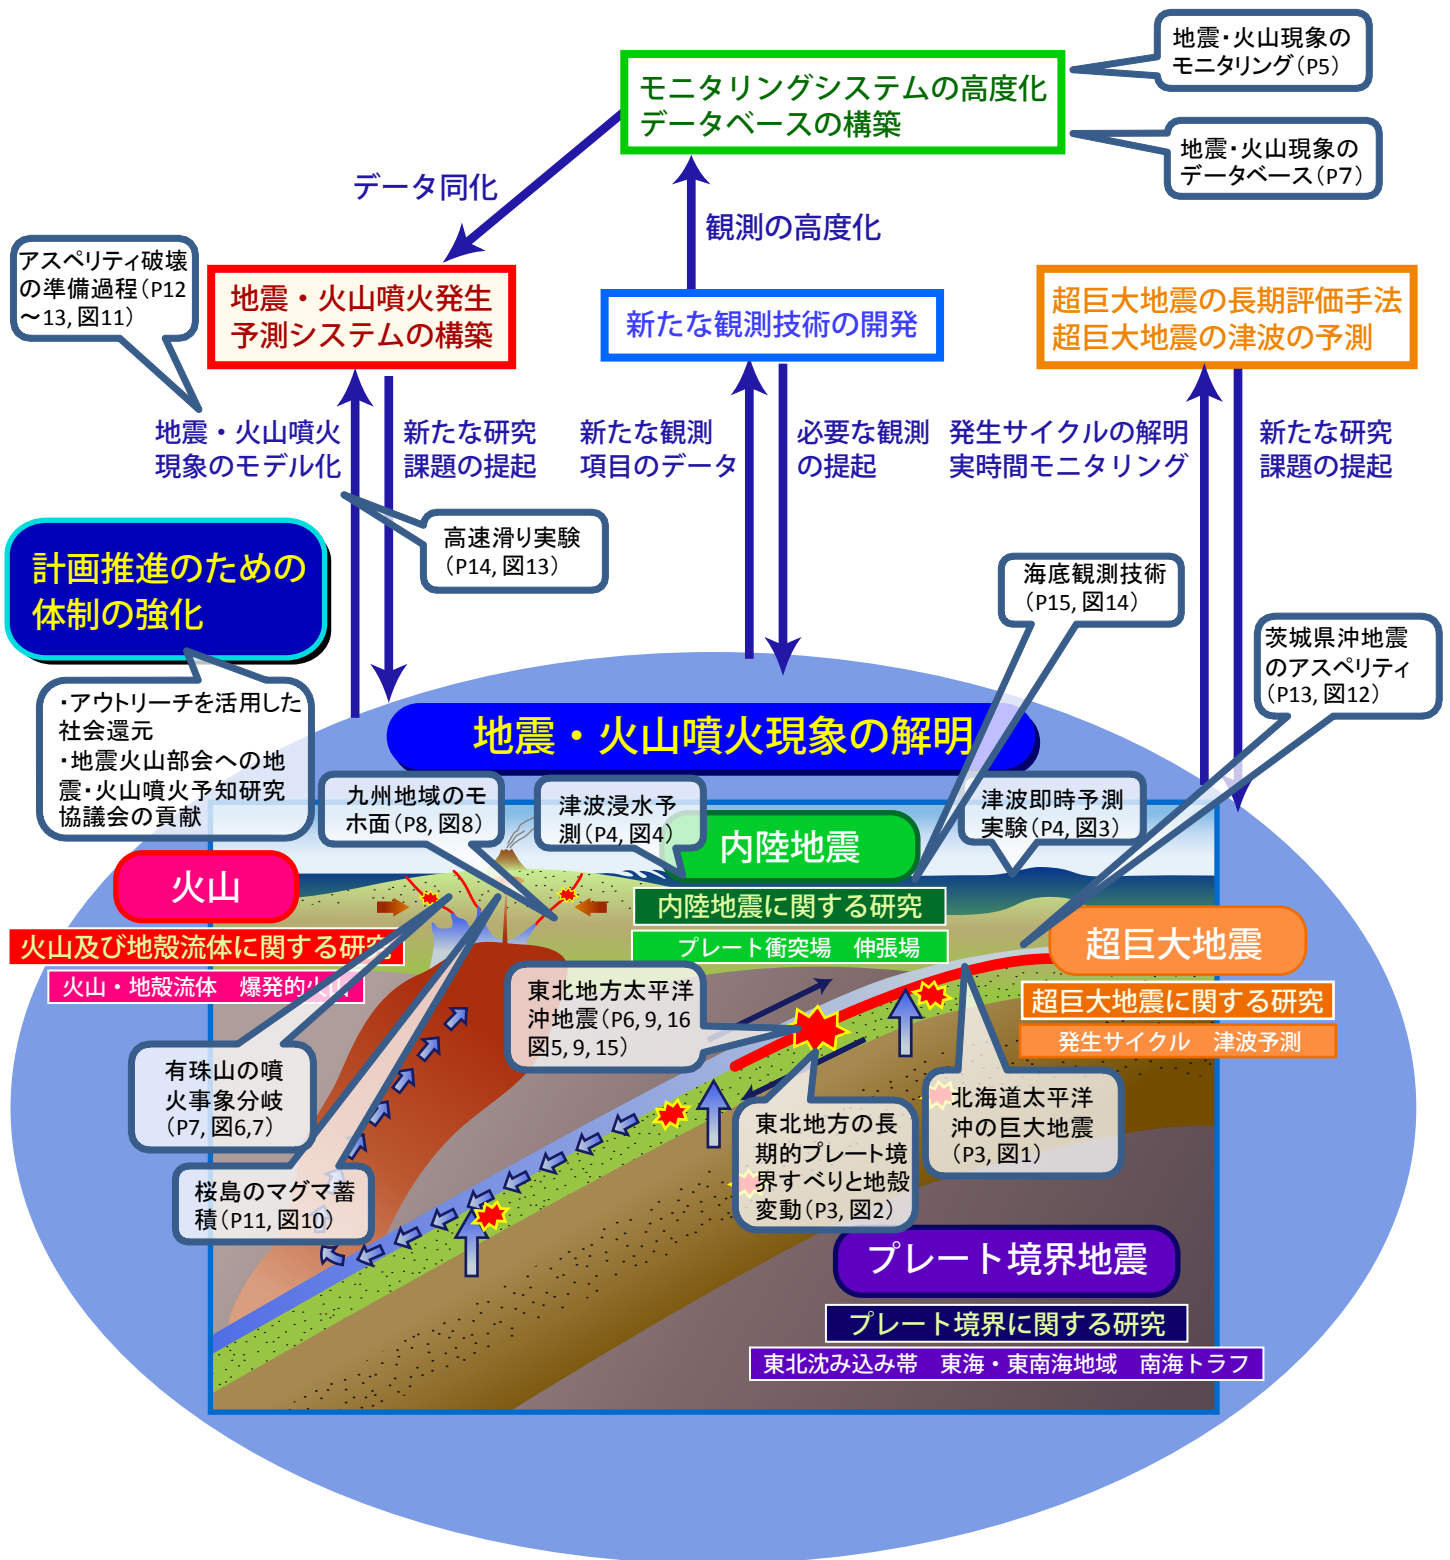 地震・火山現象の
モニタリング(P5)
モニタリングシステムの高度化
データベースの構築
地震・火山現象の
データベース(P7)
データ同化
観測の高度化
アスペリティ破壊
の準備過程(P12
～13, 図11)
地震・火山噴火発生
予測システムの構築
新たな観測技術の開発
超巨大地震の長期評価手法
超巨大地震の津波の予測
地震・火山噴火
現象のモデル化
新たな研究
課題の提起
新たな観測
項目のデータ
必要な観測
の提起
発生サイクルの解明
実時間モニタリング
新たな研究
課題の提起
高速滑り実験
(P14, 図13)
計画推進のための
体制の強化
海底観測技術
(P15, 図14)
茨城県沖地震
のアスペリティ
(P13, 図12)
・アウトリーチを活用した
社会還元
・地震火山部会への地
震・火山噴火予知研究
協議会の貢献
地震・火山噴火現象の解明
九州地域のモ
ホ面(P8, 図8)
津波浸水予
測(P4, 図4)
津波即時予測
実験(P4, 図3)
内陸地震
火山
内陸地震に関する研究
プレート衝突場　伸張場
火山及び地殻流体に関する研究
火山・地殻流体　爆発的火山
超巨大地震
超巨大地震に関する研究
発生サイクル　津波予測
東北地方太平洋
沖地震(P6, 9, 16
図5, 9, 15)
有珠山の噴
火事象分岐
(P7, 図6,7)
北海道太平洋
沖の巨大地震
(P3, 図1)
東北地方の長
期的プレート境
界すべりと地殻
変動(P3, 図2)
桜島のマグマ蓄
積(P11, 図10)
プレート境界地震
プレート境界に関する研究
東北沈み込み帯　東海・東南海地域　南海トラフ